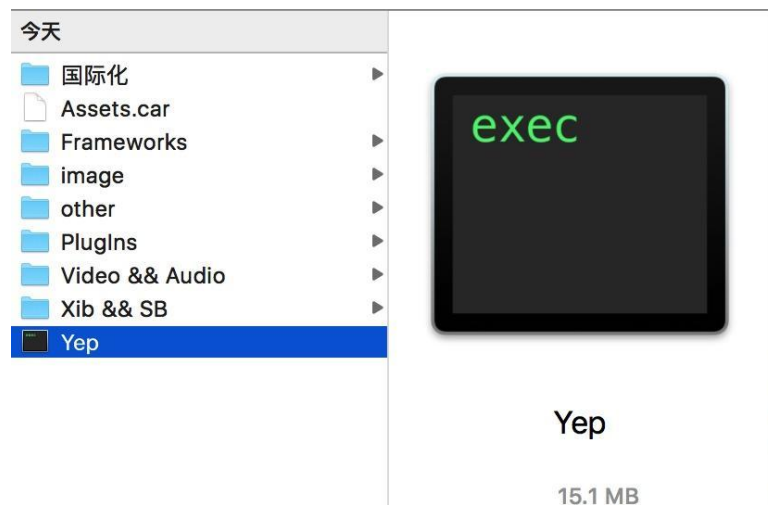 今天
国际化
Assets.car
Frameworks
image
other
PlugIns
Video && Audio
Xib && SB
Yep
exec
Yep
15.1 MB